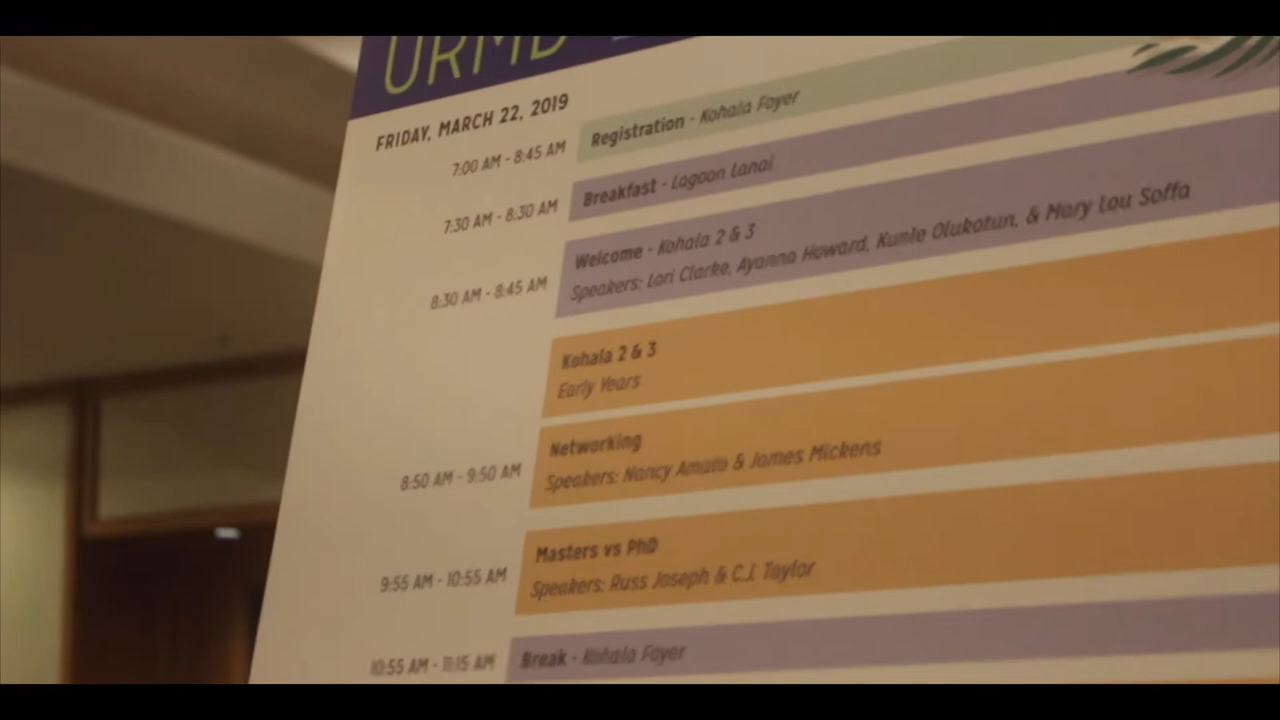 URMD
FRIDAY, MARCH 22, 2019
7:00 AM - 8:45 AM Registration - Kohala Foyer
7:30 AM - 8:30 AM Breakfast - Lagoon Lanai
8:30 AM - 8:45 AM Welcome - Kohala 2 & 3
Speakers: Lori Clarke, Ayanna Howard, Kunle Olukotun, & Mary Lou Soffa
Kohala 2 & 3
Early Years
8:50 AM - 9:50 AM Networking
Speakers: Nancy Amato & James Mickens
9:55 AM - 10:55 AM Masters vs PhD
Speakers: Russ Joseph & C.J. Taylor
10:55 AM - 11:15 AM Break - Kohala Foyer